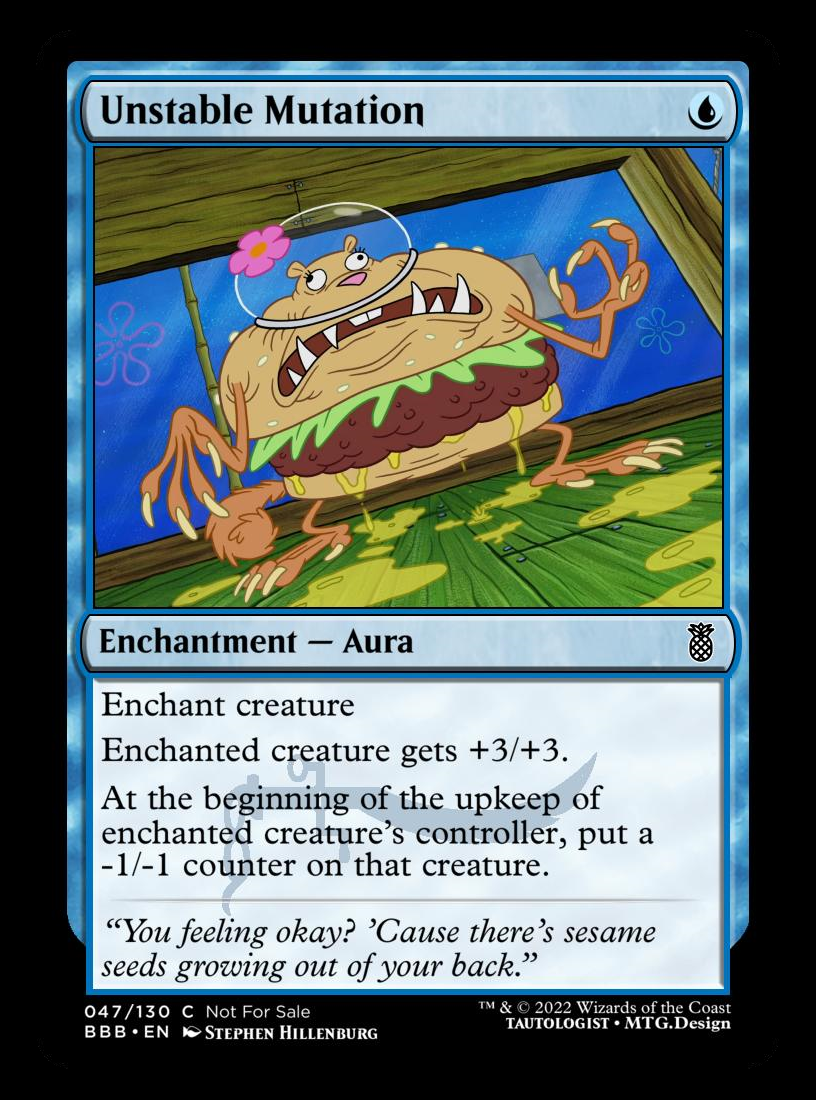 Unstable Mutation
Enchantment — Aura
Enchant creature
Enchanted creature gets +3/+3.
At the beginning of the upkeep of
enchanted creature's controller, put a
-1/-1 counter on that creature.
“You feeling okay? ’Cause there’s sesame
seeds growing out of your back.”
047/130 C Not For Sale
™ & © 2022 Wizards of the Coast
BBB • EN Stephen Hillenburg
TAUTOLOGIST • MTG.Design